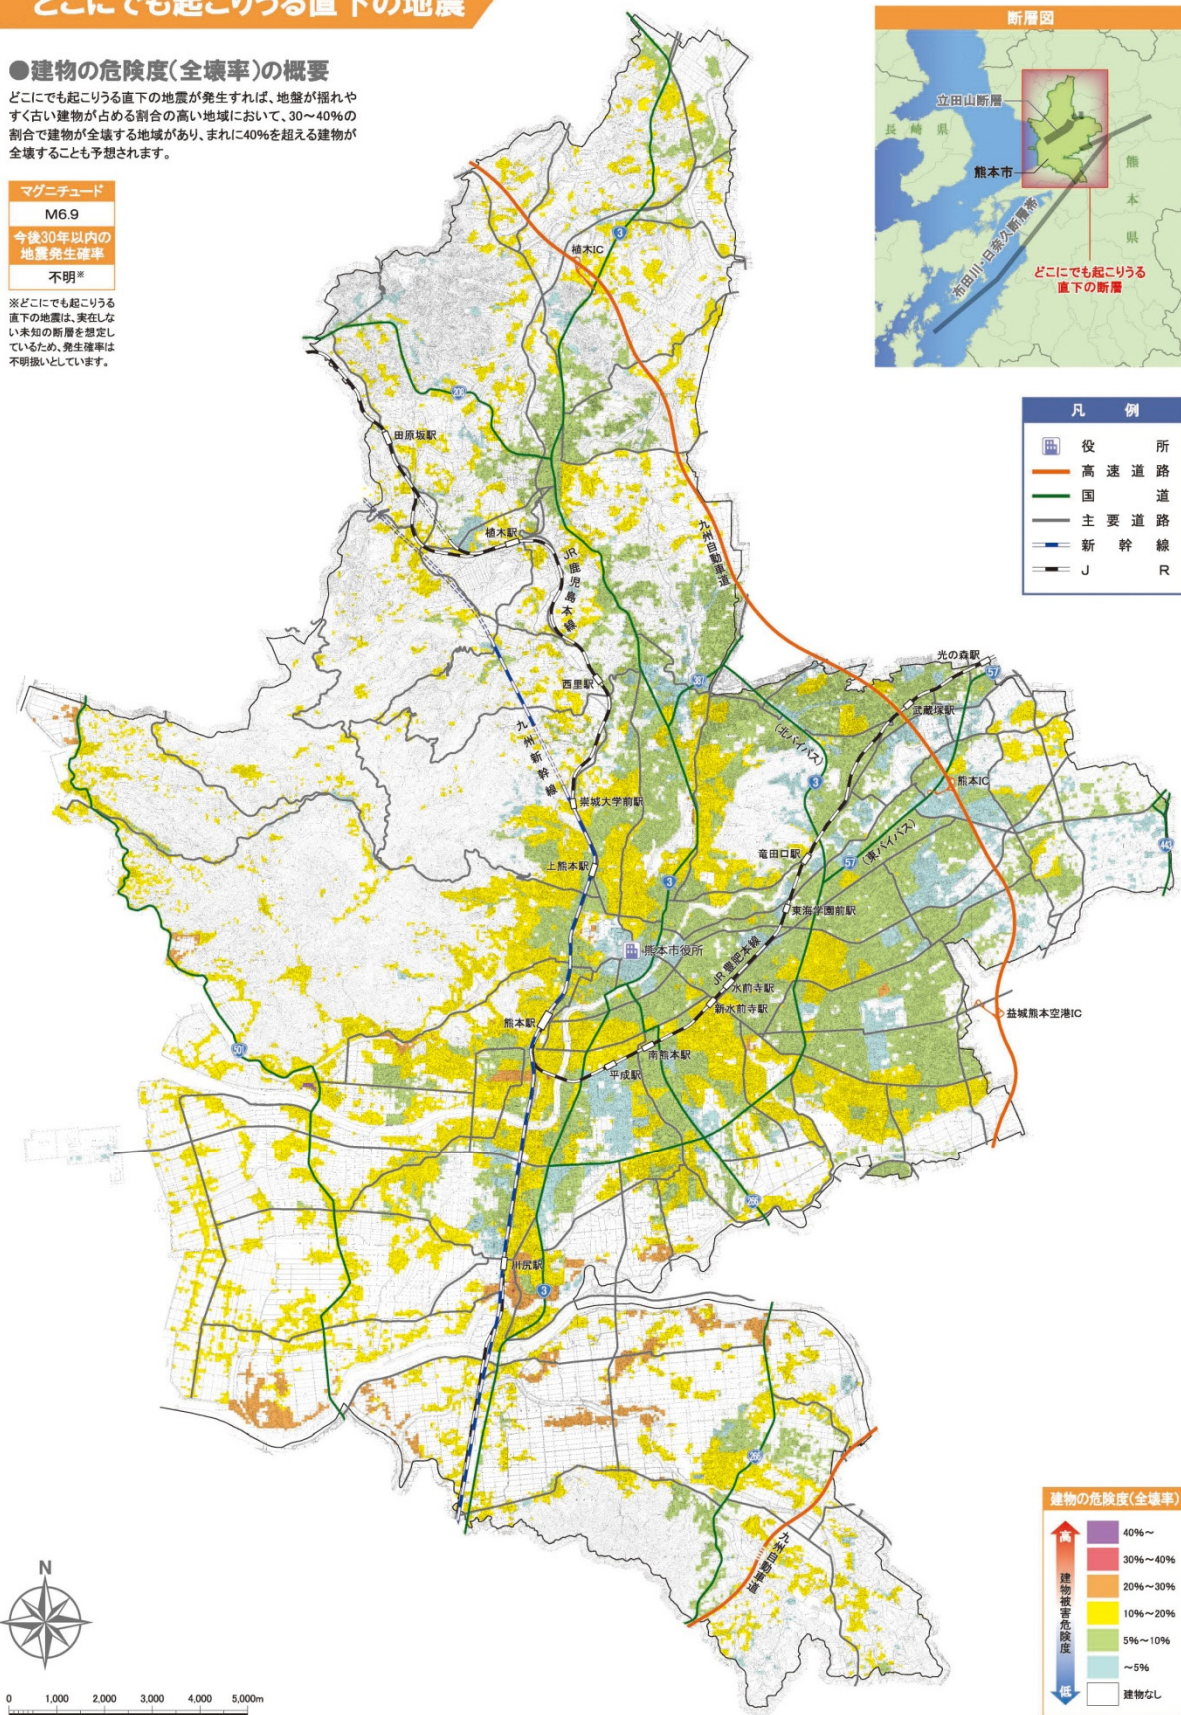 どこにでも起こりうる直下の地震
●建物の危険度(全壊率)の概要
どこにでも起こりうる直下の地震が発生すれば、地盤が揺れや
すく古い建物が占める割合の高い地域において、30～40%の
割合で建物が全壊する地域があり、まれに40%を超える建物が
全壊することも予想されます。
マグニチュード
M6.9
今後30年以内の
地震発生確率
不明※
※どこにでも起こりうる
直下の地震は、実在しな
い未知の断層を想定し
ているため、発生確率は
不明扱いとしています。
断層図
立田山断層
長崎県
熊本市
熊本県
布田川・日奈久断層帯
どこにでも起こりうる
直下の断層
凡例
役所
高速道路
国道
主要道路
新幹線
JR
3
植木IC
208
田原坂駅
植木駅
JR鹿児島本線
九州自動車道
西里駅
387
光の森駅
57
武蔵塚駅
九州新幹線
(北バイパス)
3
熊本IC
崇城大学前駅
443
(東バイパス)
竜田口駅
57
上熊本駅
3
東海学園前駅
熊本市役所
JR豊肥本線
水前寺駅
新水前寺駅
益城熊本空港IC
熊本駅
501
南熊本駅
平成駅
266
川尻駅
3
266
九州自動車道
建物の危険度(全壊率)
高
建物被害危険度
低
40%～
30%～40%
20%～30%
10%～20%
5%～10%
～5%
建物なし
N
0 1,000 2,000 3,000 4,000 5,000m